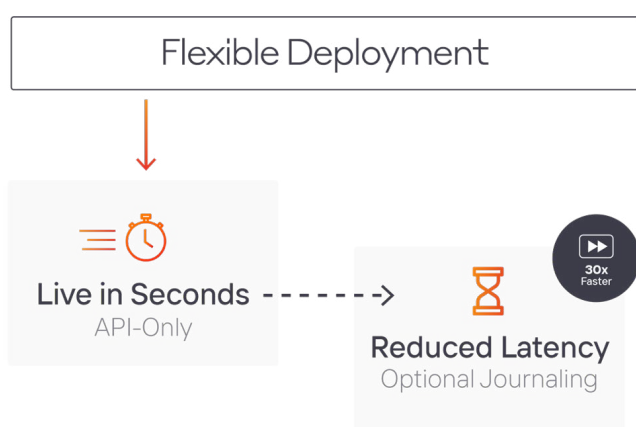 Flexible Deployment
Live in Seconds
API-Only
30x
Faster
Reduced Latency
Optional Journaling